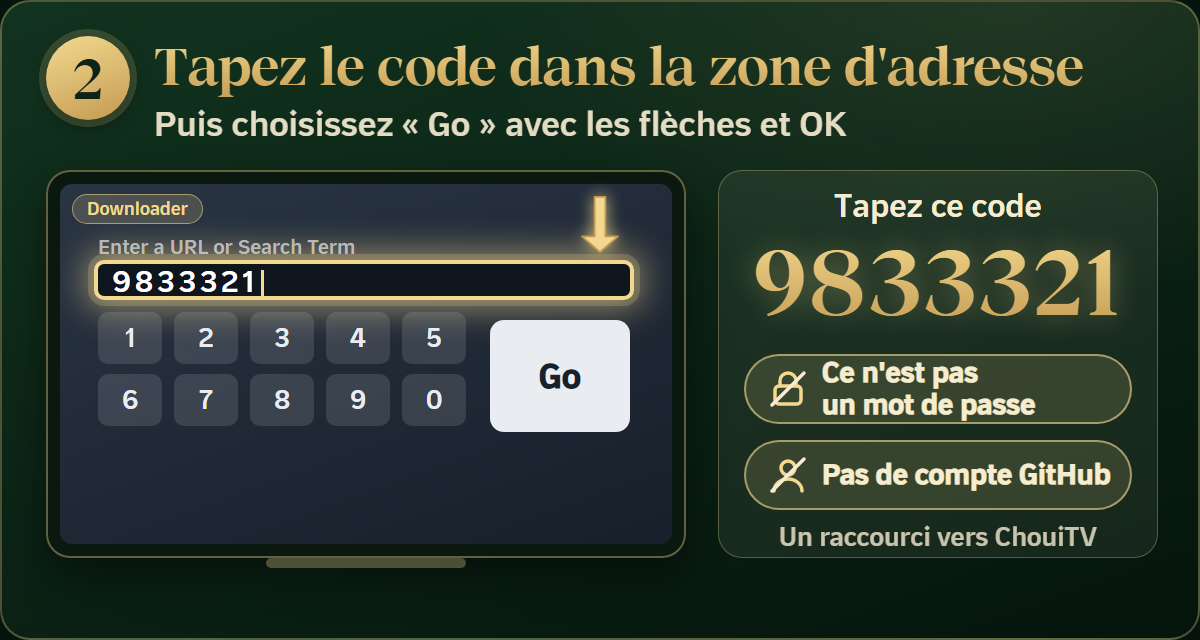 2
Tapez le code dans la zone d'adresse
Puis choisissez « Go » avec les flèches et OK
Downloader
Enter a URL or Search Term
9833321
1 2 3 4 5
6 7 8 9 0
Go
Tapez ce code
9833321
Ce n'est pas
un mot de passe
Pas de compte GitHub
Un raccourci vers ChouiTV